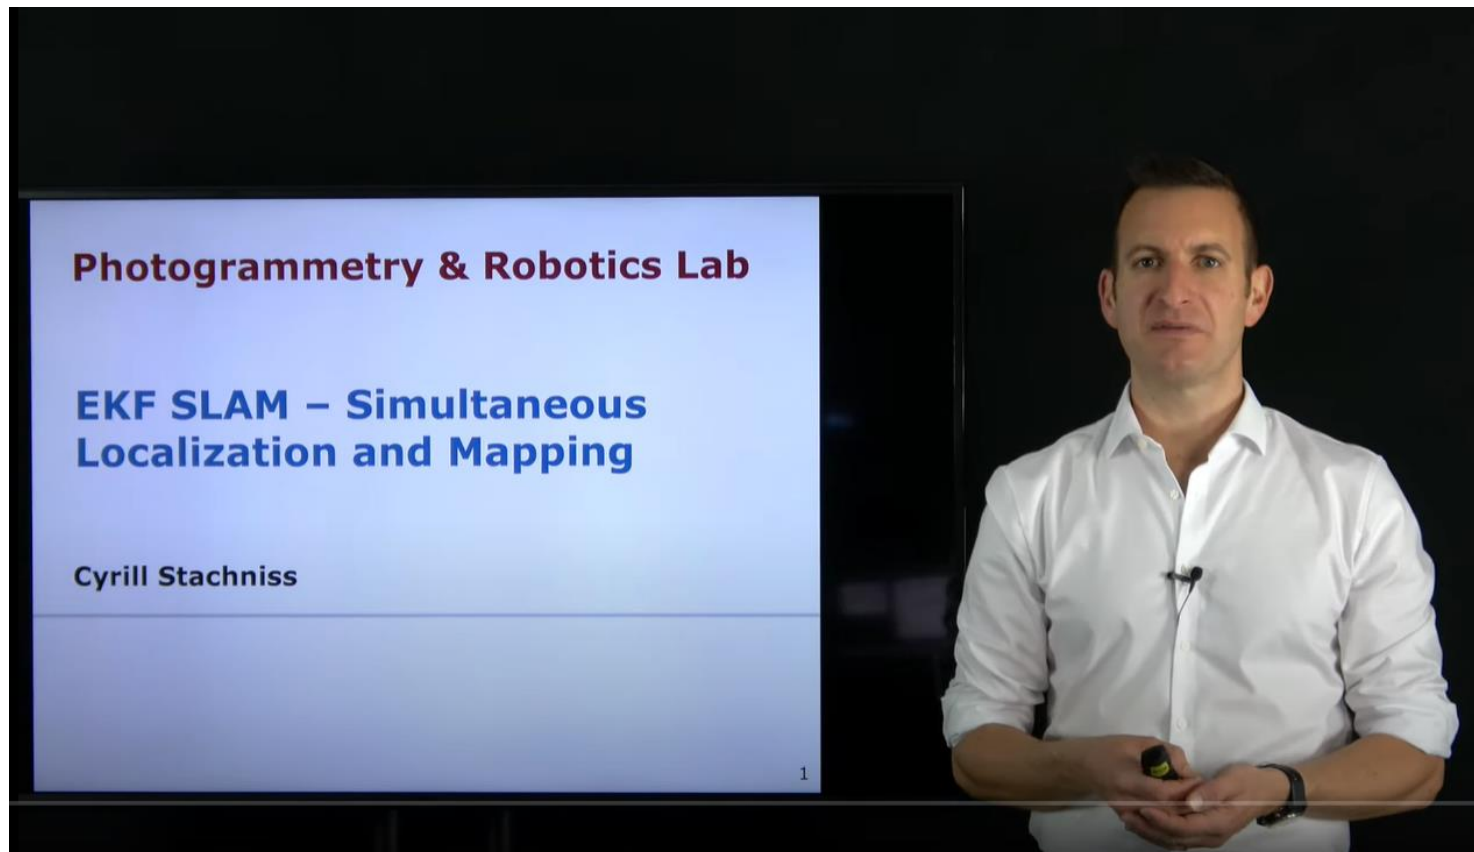 Photogrammetry & Robotics Lab
EKF SLAM – Simultaneous
Localization and Mapping
Cyrill Stachniss
1